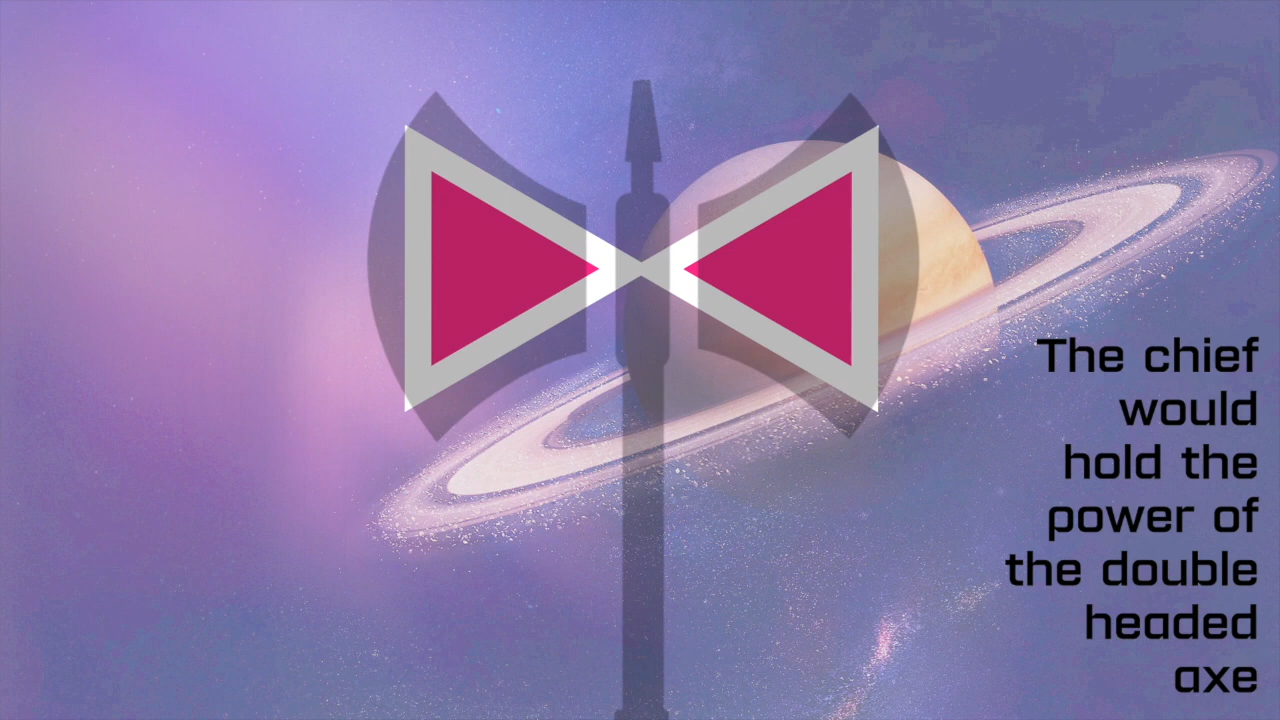 The chief
would
hold the
power of
the double
headed
axe